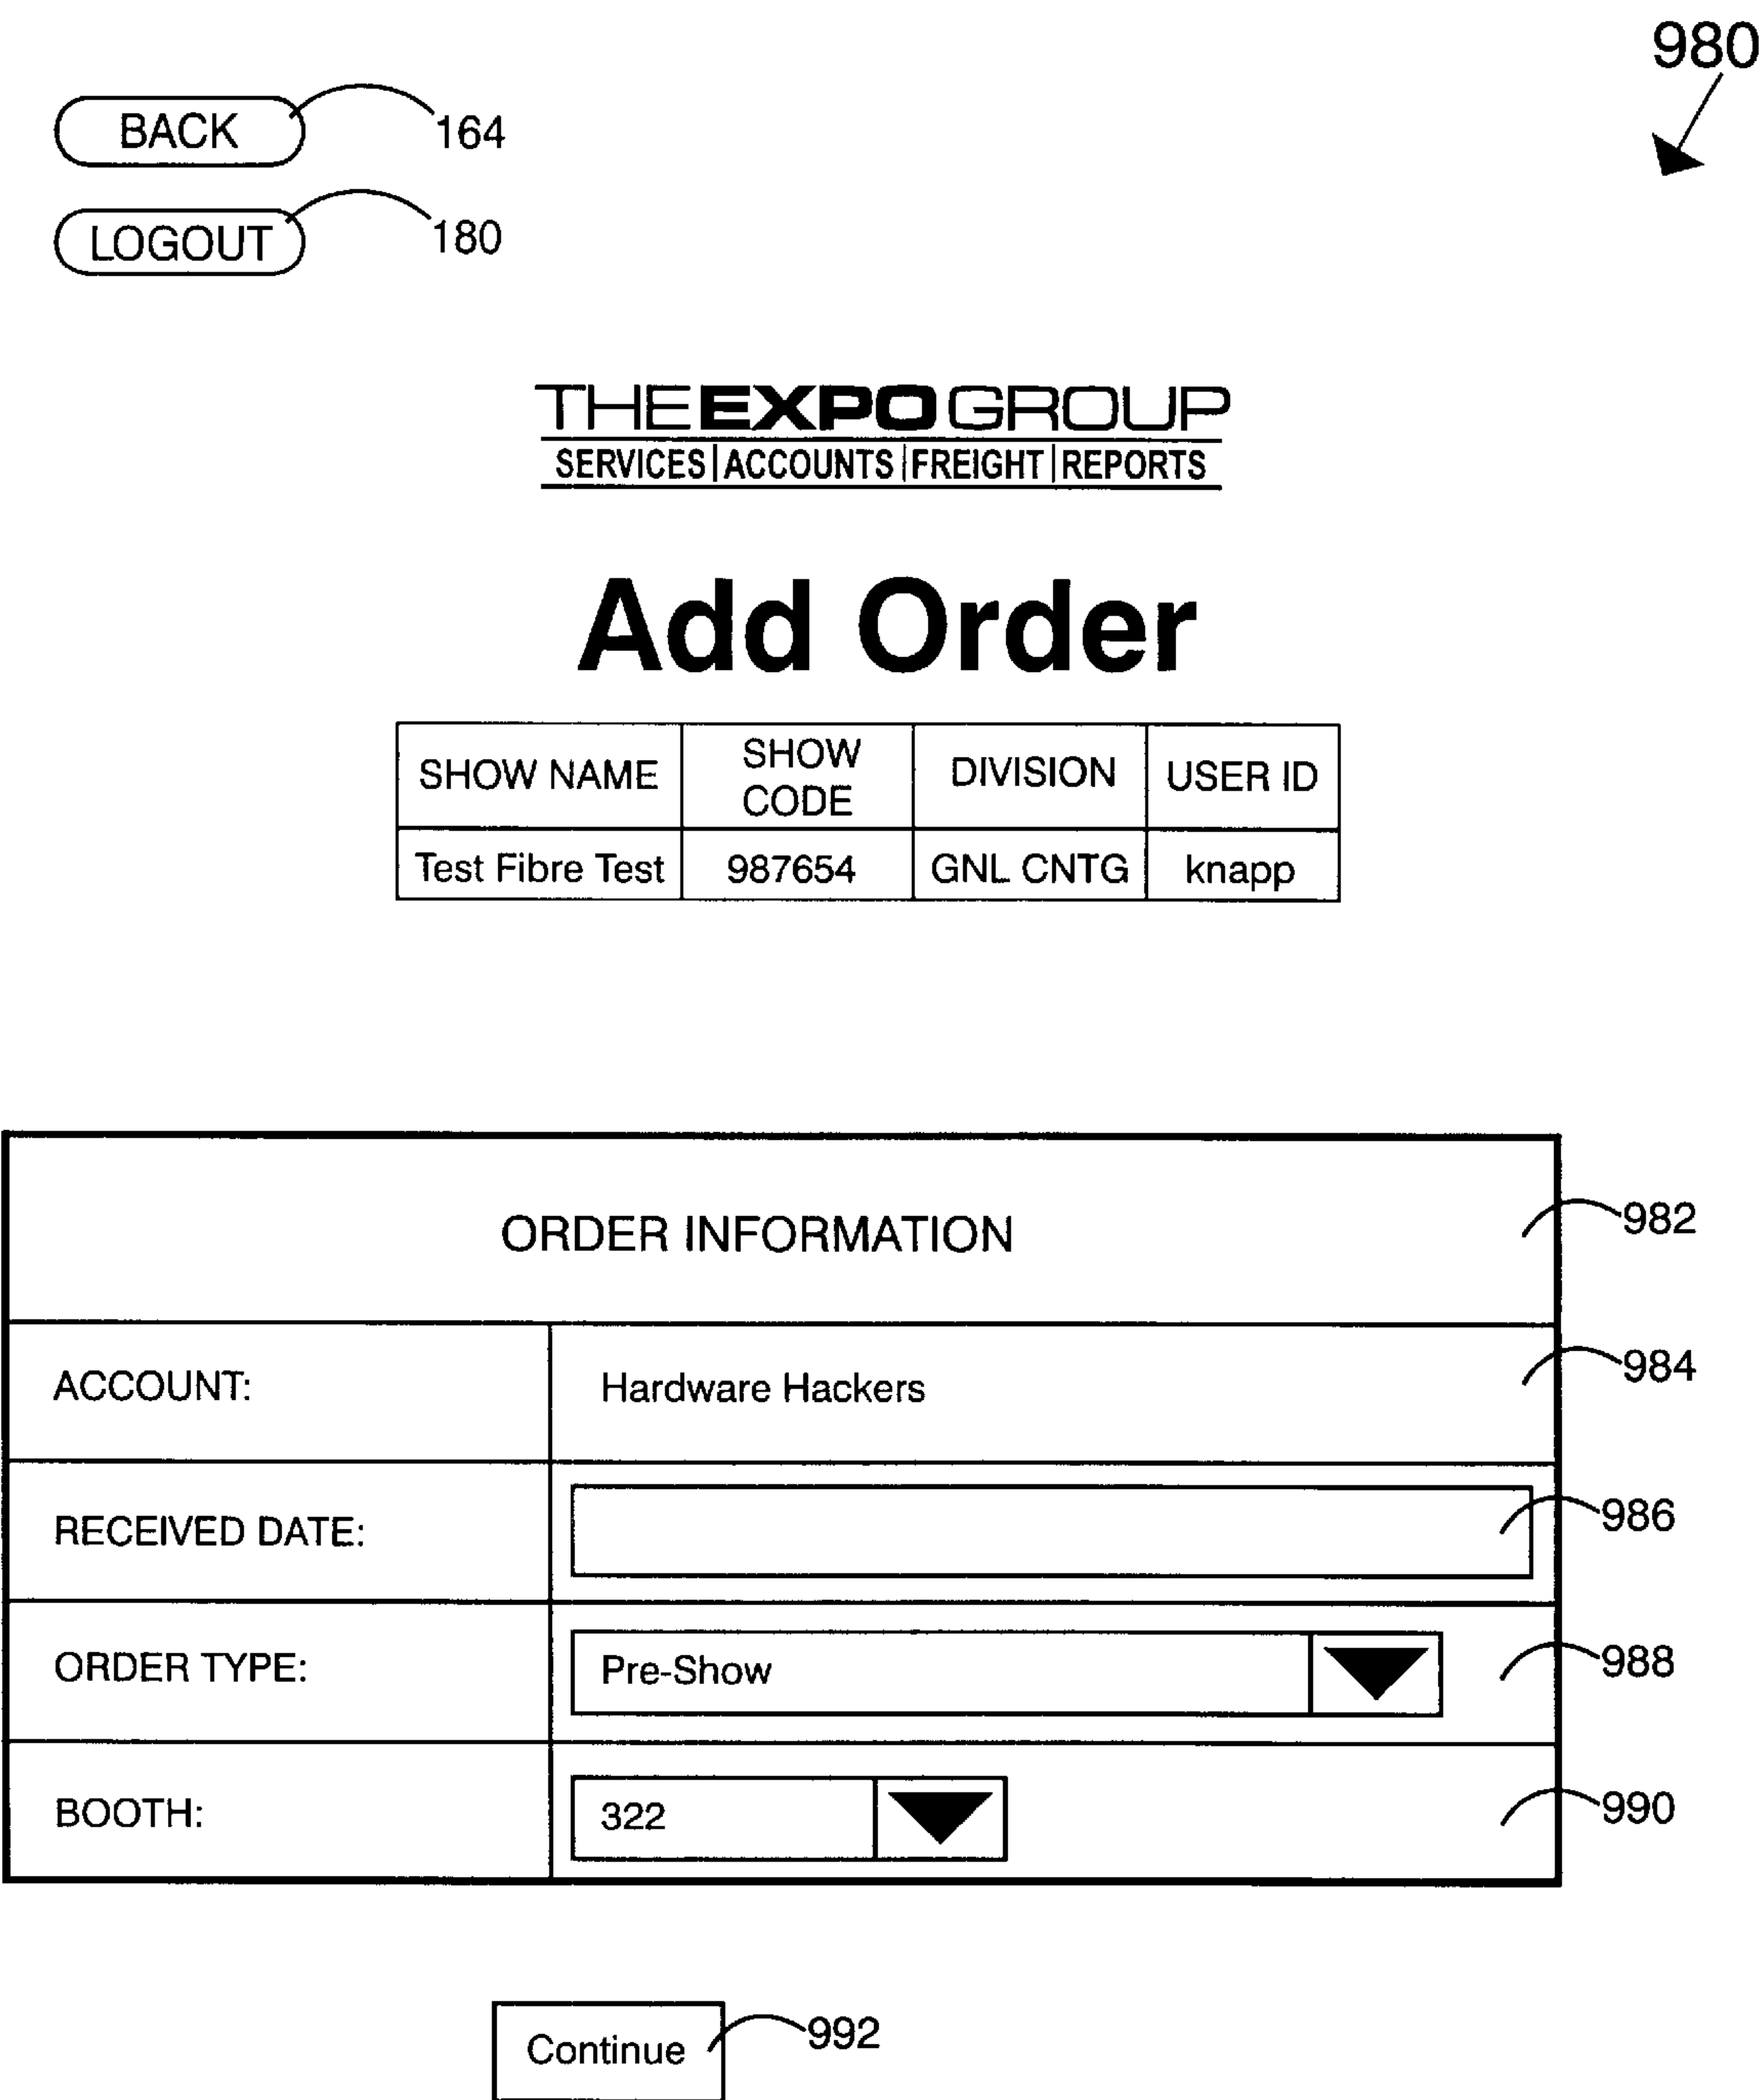 980
BACK 164
LOGOUT 180
THEEXPOGROUP
SERVICES|ACCOUNTS|FREIGHT|REPORTS
Add Order
SHOW NAME SHOW CODE DIVISION USER ID
Test Fibre Test 987654 GNL CNTG knapp
ORDER INFORMATION 982
ACCOUNT: Hardware Hackers 984
RECEIVED DATE: 986
ORDER TYPE: Pre-Show 988
BOOTH: 322 990
Continue 992